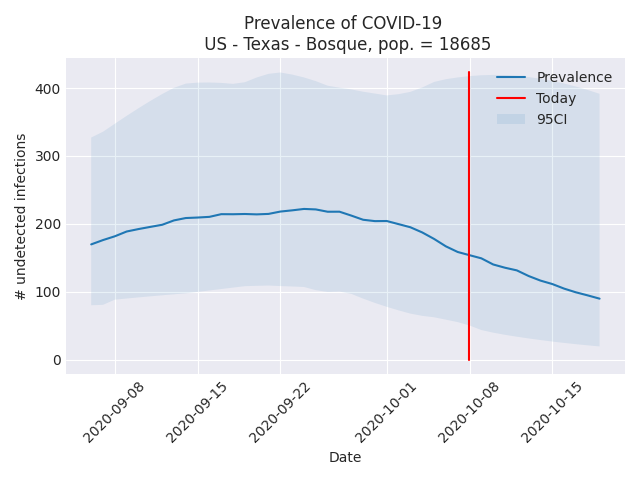 Prevalence of COVID-19
US - Texas - Bosque, pop. = 18685
Prevalence
Today
95CI
# undetected infections
400
300
200
100
0
2020-09-08
2020-09-15
2020-09-22
2020-10-01
2020-10-08
2020-10-15
Date